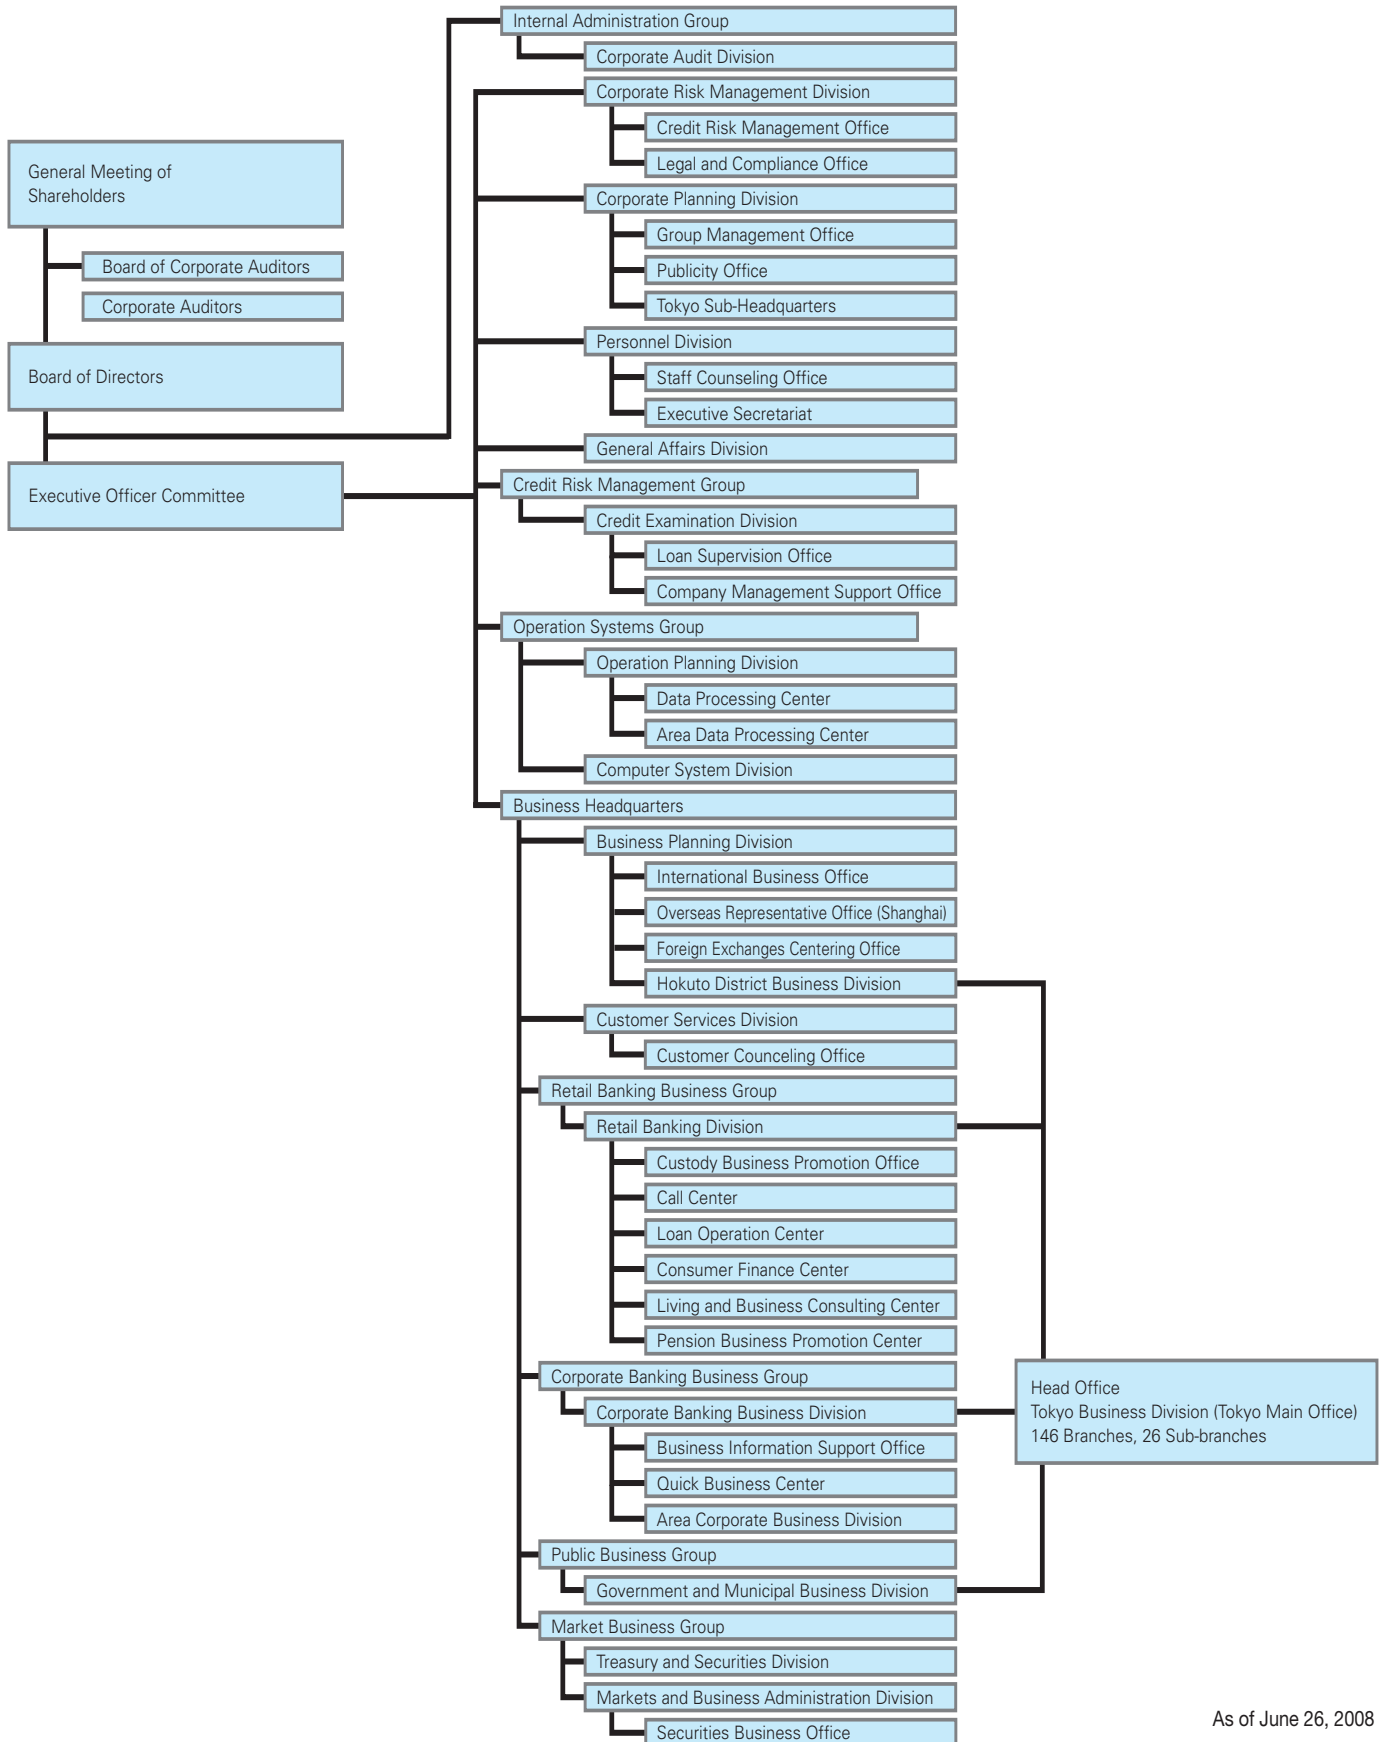 General Meeting of
Shareholders
Board of Corporate Auditors
Corporate Auditors
Board of Directors
Executive Officer Committee
Internal Administration Group
Corporate Audit Division
Corporate Risk Management Division
Credit Risk Management Office
Legal and Compliance Office
Corporate Planning Division
Group Management Office
Publicity Office
Tokyo Sub-Headquarters
Personnel Division
Staff Counseling Office
Executive Secretariat
General Affairs Division
Credit Risk Management Group
Credit Examination Division
Loan Supervision Office
Company Management Support Office
Operation Systems Group
Operation Planning Division
Data Processing Center
Area Data Processing Center
Computer System Division
Business Headquarters
Business Planning Division
International Business Office
Overseas Representative Office (Shanghai)
Foreign Exchanges Centering Office
Hokuto District Business Division
Customer Services Division
Customer Counceling Office
Retail Banking Business Group
Retail Banking Division
Custody Business Promotion Office
Call Center
Loan Operation Center
Consumer Finance Center
Living and Business Consulting Center
Pension Business Promotion Center
Corporate Banking Business Group
Corporate Banking Business Division
Business Information Support Office
Quick Business Center
Area Corporate Business Division
Public Business Group
Government and Municipal Business Division
Market Business Group
Treasury and Securities Division
Markets and Business Administration Division
Securities Business Office
Head Office
Tokyo Business Division (Tokyo Main Office)
146 Branches, 26 Sub-branches
As of June 26, 2008